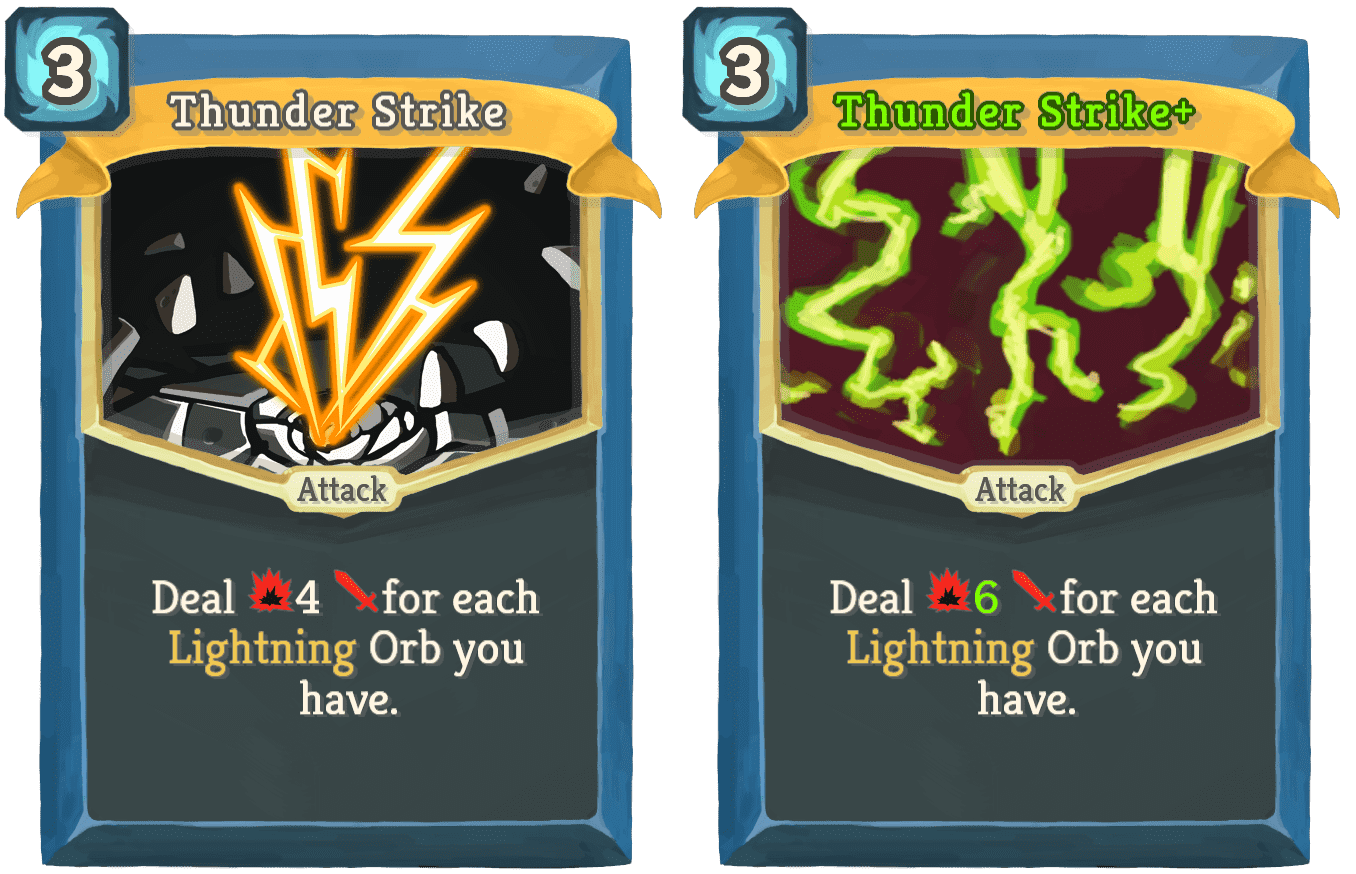 3
Thunder Strike
Attack
Deal 4 for each
Lightning Orb you
have.
3
Thunder Strike+
Attack
Deal 6 for each
Lightning Orb you
have.